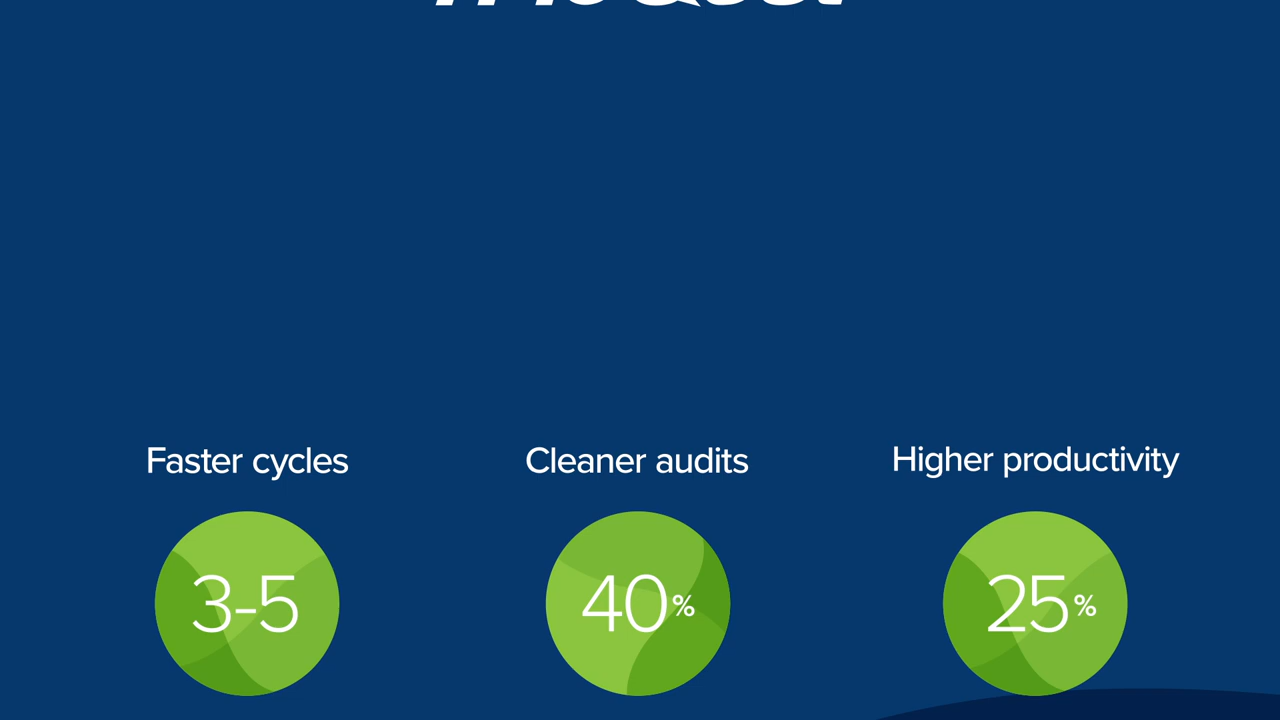 Faster cycles
Cleaner audits
Higher productivity
3-5
40%
25%